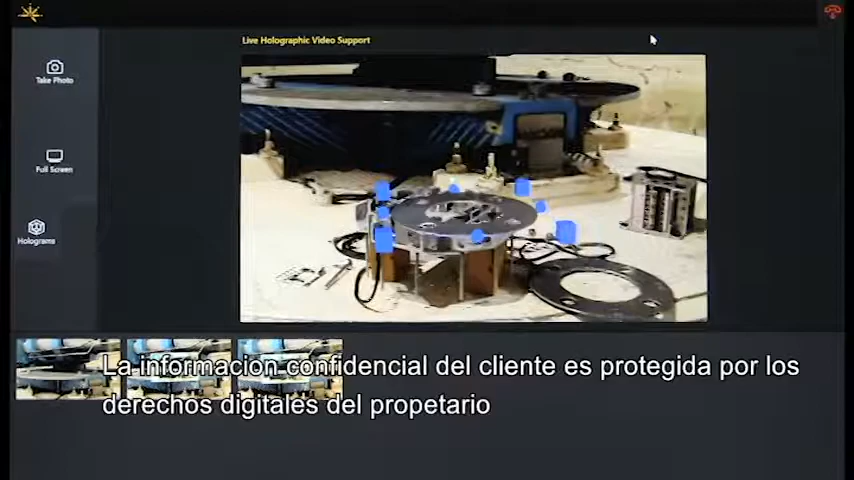 Live Holographic Video Support
Take Photo
Full Screen
Holograms
La informacion confidencial del cliente es protegida por los
derechos digitales del propetario